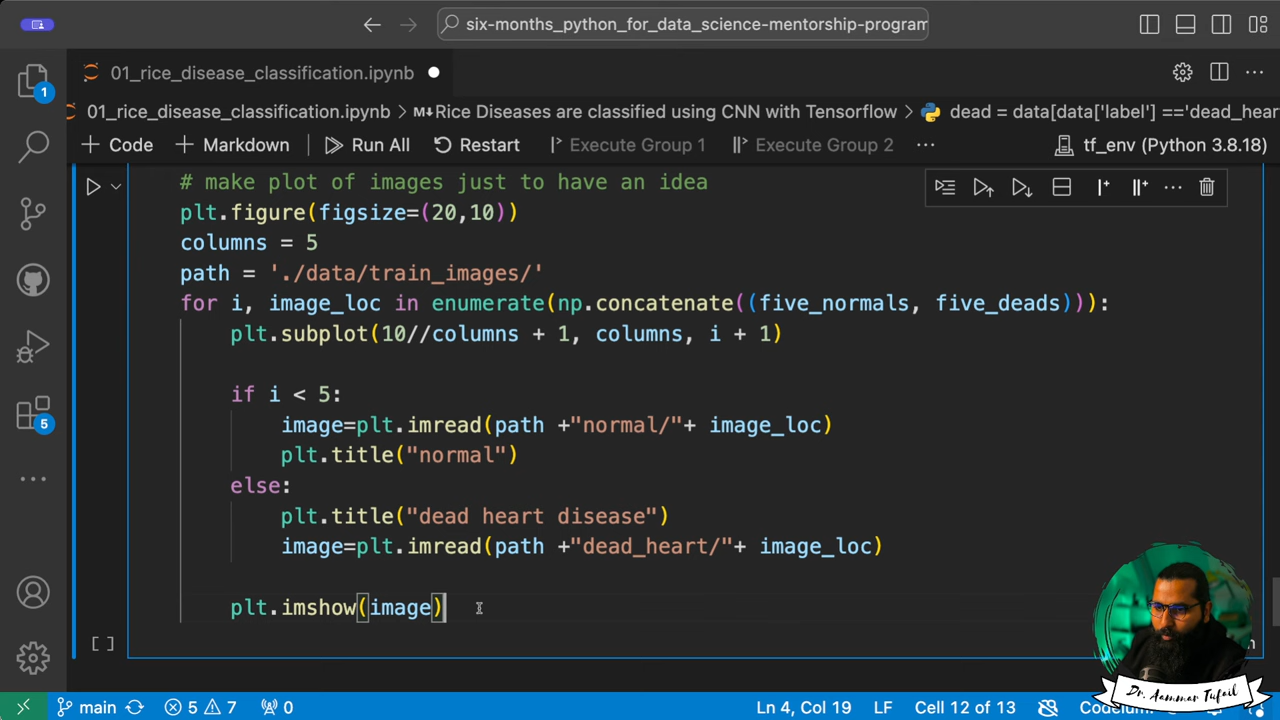 six-months_python_for_data_science-mentorship-program
01_rice_disease_classification.ipynb
01_rice_disease_classification.ipynb > M↓Rice Diseases are classified using CNN with Tensorflow > dead = data[data['label'] =='dead_hear
+ Code + Markdown Run All Restart Execute Group 1 Execute Group 2 ... tf_env (Python 3.8.18)
# make plot of images just to have an idea
plt.figure(figsize=(20,10))
columns = 5
path = './data/train_images/'
for i, image_loc in enumerate(np.concatenate((five_normals, five_deads))):
plt.subplot(10//columns + 1, columns, i + 1)
if i < 5:
image=plt.imread(path +"normal/"+ image_loc)
plt.title("normal")
else:
plt.title("dead heart disease")
image=plt.imread(path +"dead_heart/"+ image_loc)
plt.imshow(image)
[ ]
1
5
Dr. Aammar Tufail
main 5 7 0 Ln 4, Col 19 LF Cell 12 of 13